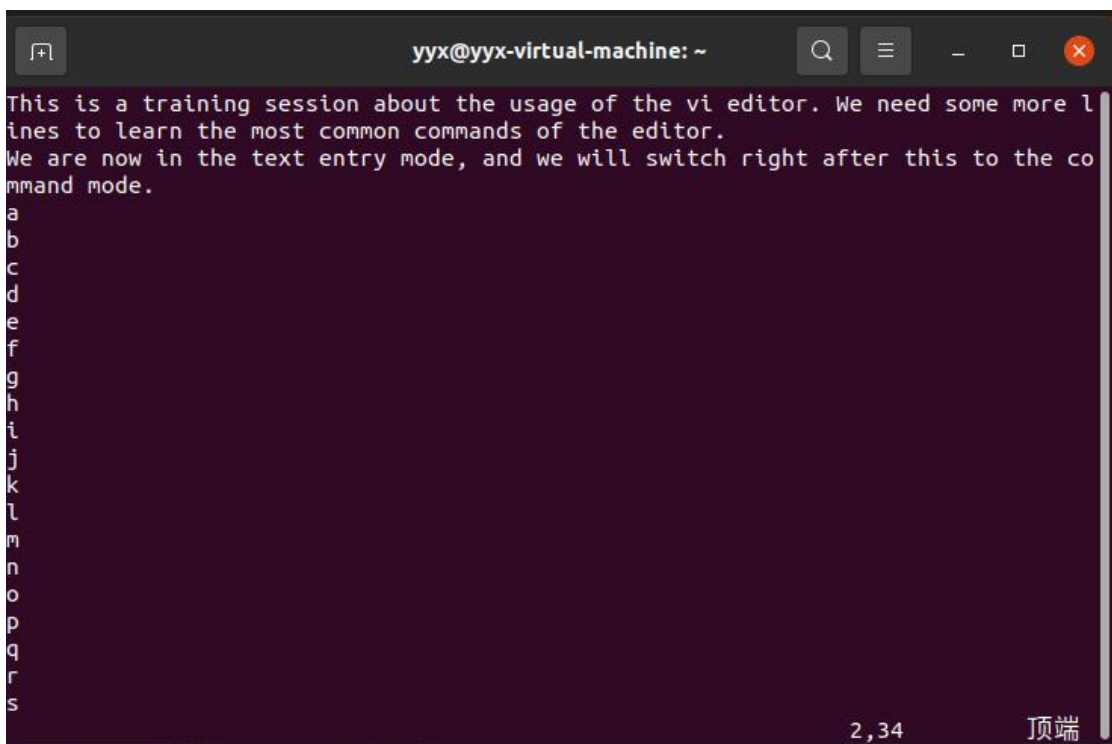 yyx@yyx-virtual-machine: ~
This is a training session about the usage of the vi editor. We need some more l
ines to learn the most common commands of the editor.
We are now in the text entry mode, and we will switch right after this to the co
mmand mode.
a
b
c
d
e
f
g
h
i
j
k
l
m
n
o
p
q
r
s
2,34 顶端